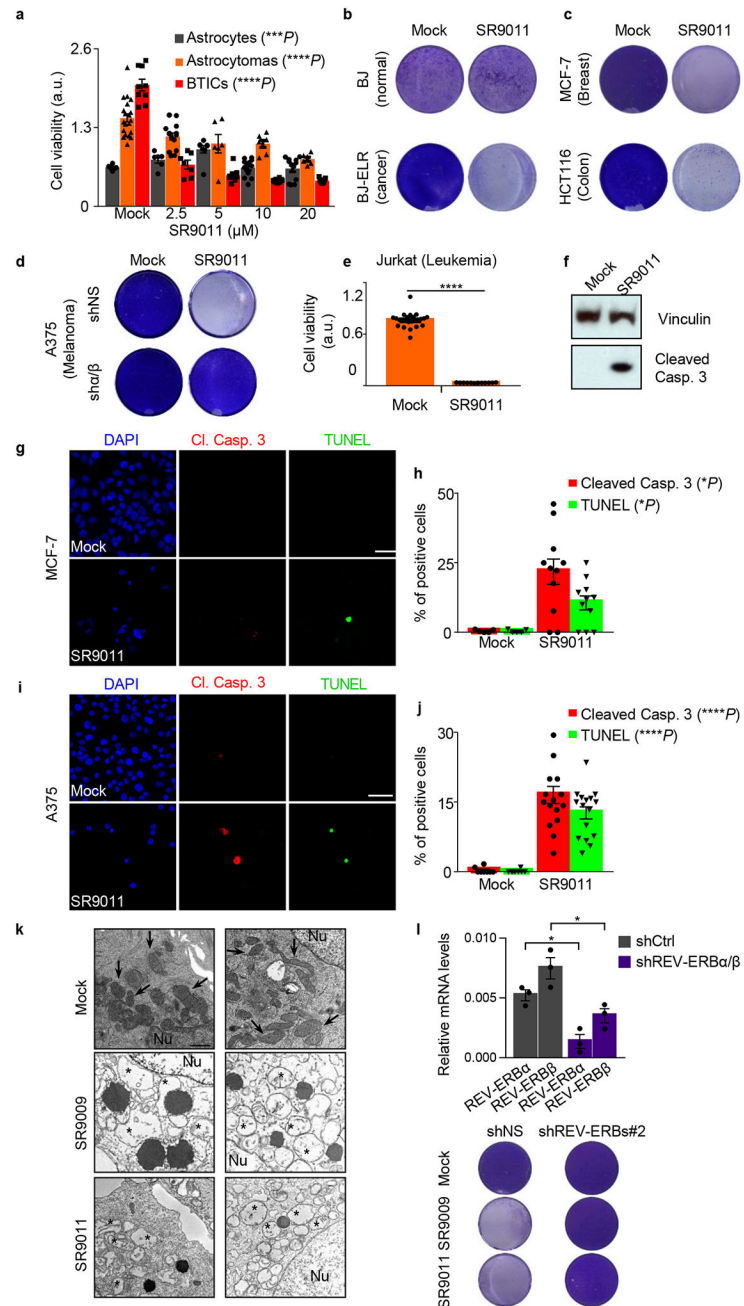 a
Astrocytes (***P)
Astrocytomas (****P)
BTICs (****P)
Cell viability (a.u.)
2.6
1.3
0
Mock 2.5 5 10 20
SR9011 (μM)
b
Mock SR9011
BJ
(normal)
BJ-ELR
(cancer)
c
Mock SR9011
MCF-7
(Breast)
HCT116
(Colon)
d
Mock SR9011
A375
(Melanoma)
shNS
shα/β
e
Jurkat (Leukemia)
****
Cell viability
(a.u.)
1.2
0.6
0
Mock SR9011
f
Mock
SR9011
Vinculin
Cleaved
Casp. 3
g
DAPI Cl. Casp. 3 TUNEL
MCF-7
Mock
SR9011
h
Cleaved Casp. 3 (*P)
TUNEL (*P)
% of positive cells
50
25
0
Mock SR9011
i
DAPI Cl. Casp. 3 TUNEL
A375
Mock
SR9011
j
Cleaved Casp. 3 (****P)
TUNEL (****P)
% of positive cells
30
15
0
Mock SR9011
k
Mock
Nu
Nu
SR9009
Nu
* * * * *
Nu
* * * * * *
SR9011
* * * *
Nu
* * * *
l
shCtrl
shREV-ERBα/β
* *
Relative mRNA levels
0.010
0.005
0.000
REV-ERBα
REV-ERBβ
REV-ERBα
REV-ERBβ
shNS shREV-ERBs#2
Mock
SR9009
SR9011